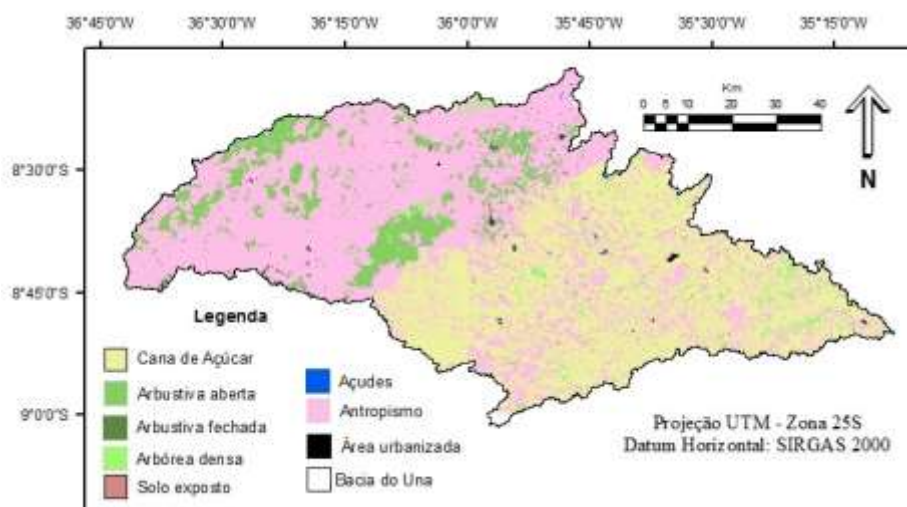 36°45'0"W 36°30'0"W 36°15'0"W 36°0'0"W 35°45'0"W 35°30'0"W 35°15'0"W
Km
0 5 10 20 30 40
8°30'0"S
N
8°45'0"S
Legenda
Cana de Açúcar
Arbustiva aberta
Açudes
9°0'0"S
Antropismo
Arbustiva fechada
Área urbanizada
Arbórea densa
Bacia do Una
Solo exposto
Projeção UTM - Zona 25S
Datum Horizontal: SIRGAS 2000